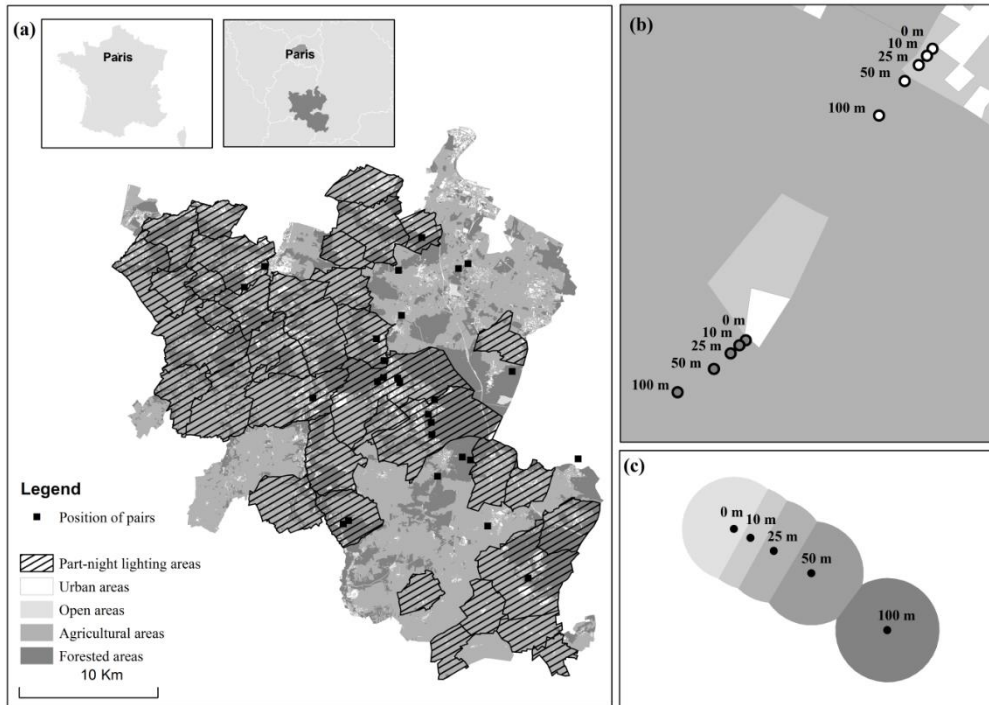 (a)
Paris
Paris
Legend
Position of pairs
Part-night lighting areas
Urban areas
Open areas
Agricultural areas
Forested areas
10 Km
(b)
0 m
10 m
25 m
50 m
100 m
0 m
10 m
25 m
50 m
100 m
(c)
0 m
10 m
25 m
50 m
100 m